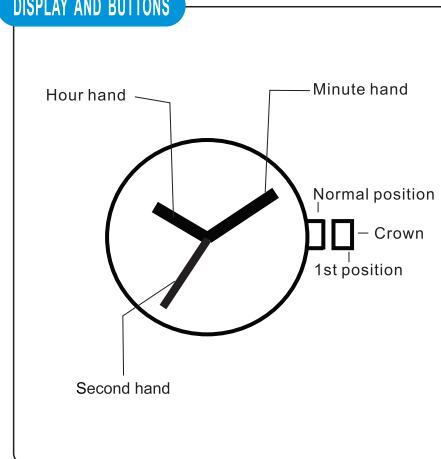 DISPLAY AND BUTTONS
Hour hand
Minute hand
Normal position
Crown
1st position
Second hand